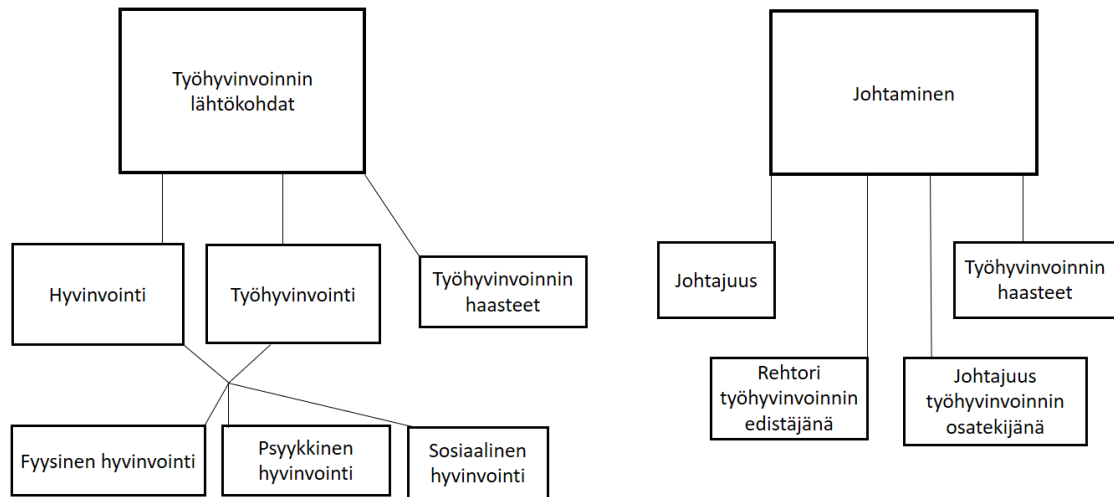 Työhyvinvoinnin
lähtökohdat
Johtaminen
Hyvinvointi
Työhyvinvointi
Työhyvinvoinnin
haasteet
Johtajuus
Työhyvinvoinnin
haasteet
Rehtori
työhyvinvoinnin
edistäjänä
Johtajuus
työhyvinvoinnin
osatekijänä
Fyysinen hyvinvointi
Psyykkinen
hyvinvointi
Sosiaalinen
hyvinvointi